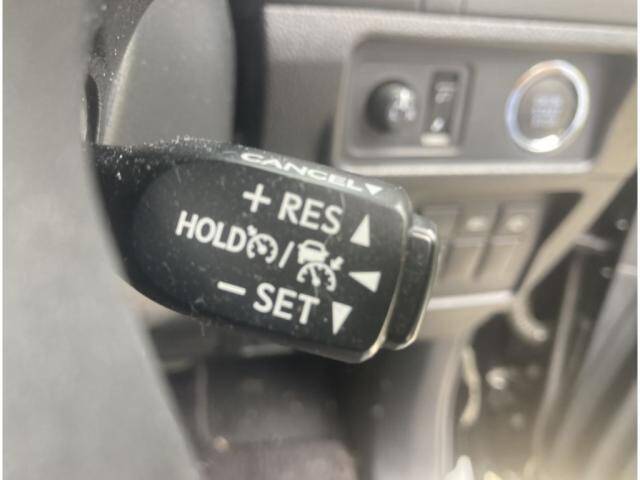 CANCEL
+ RES
HOLD /
− SET